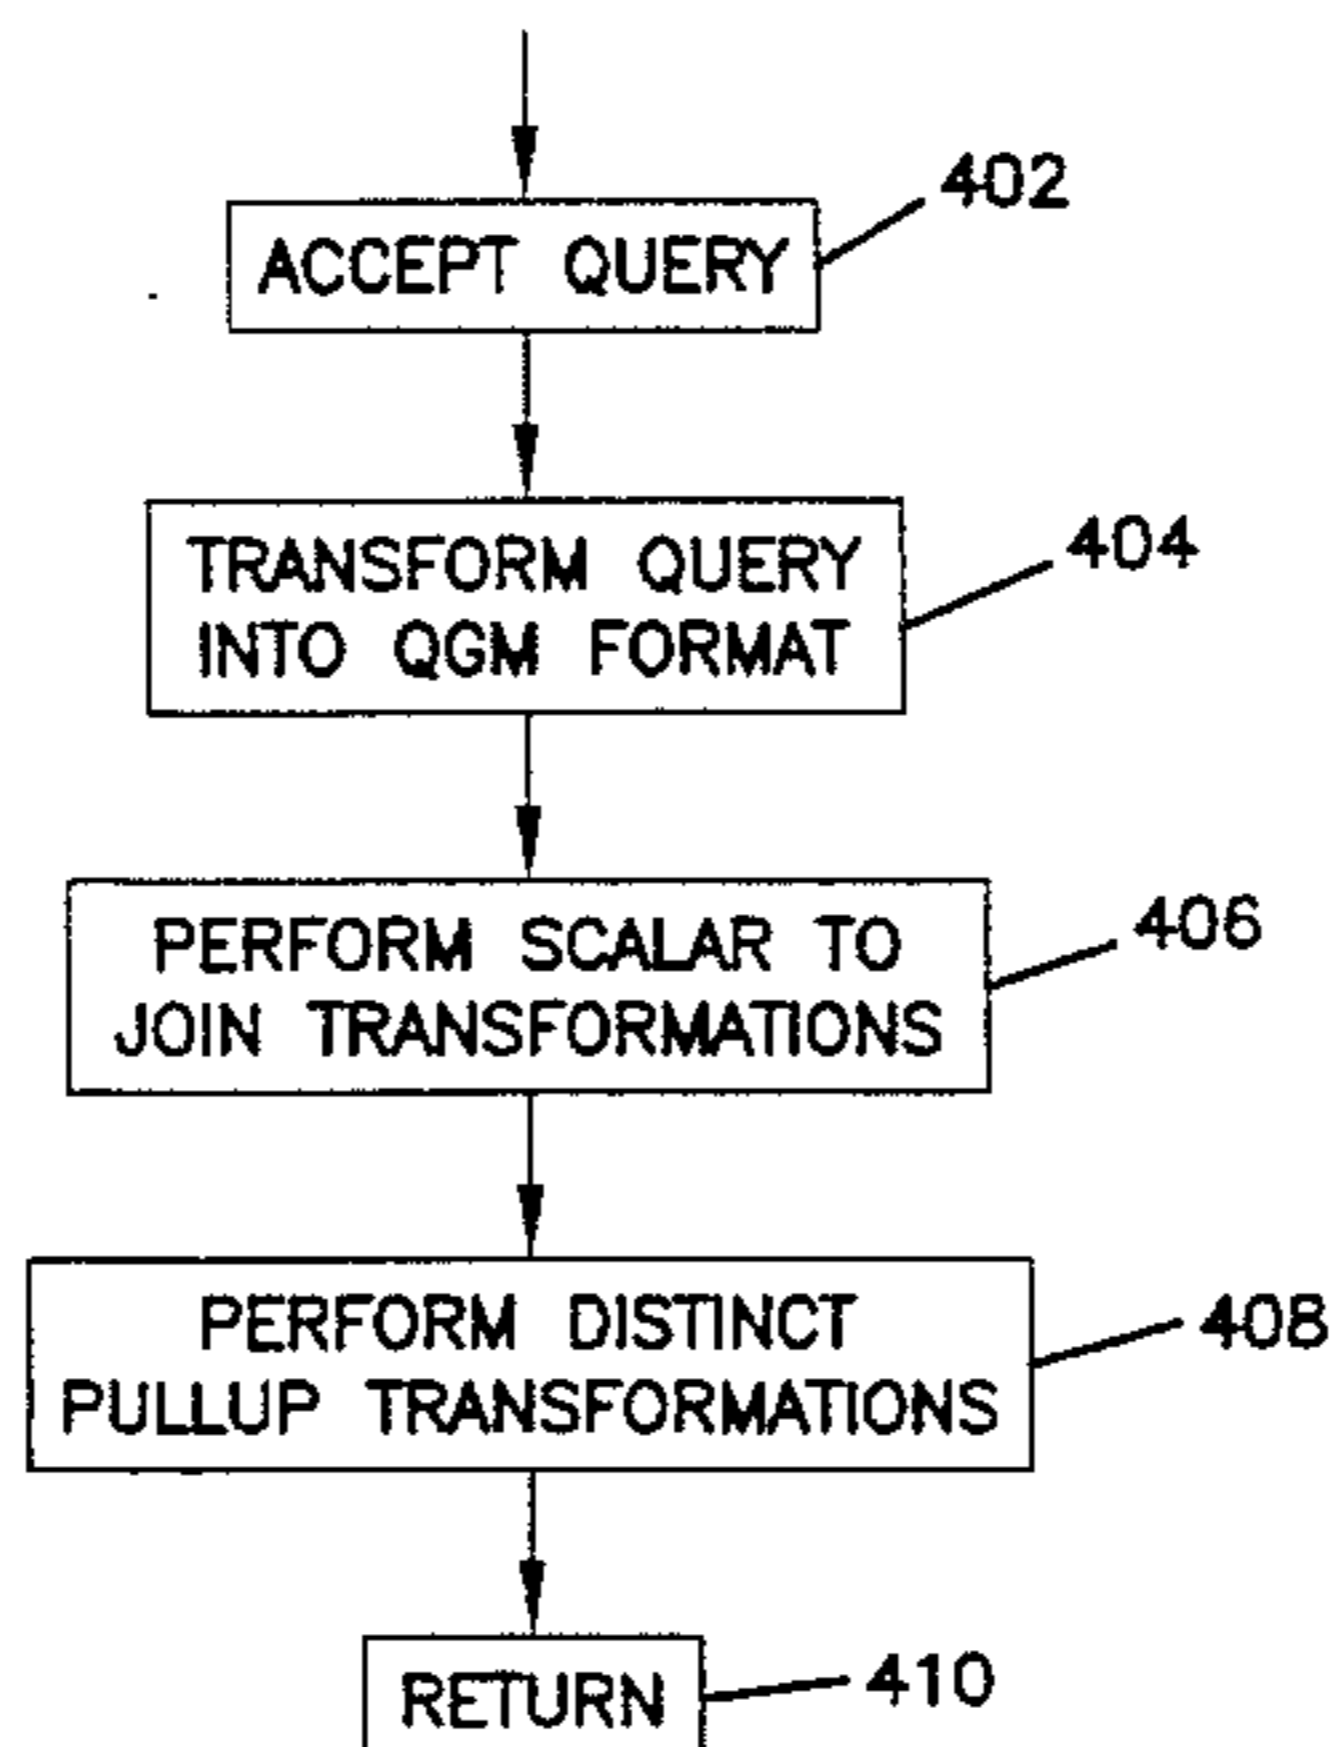 402
ACCEPT QUERY
404
TRANSFORM QUERY
INTO QGM FORMAT
406
PERFORM SCALAR TO
JOIN TRANSFORMATIONS
408
PERFORM DISTINCT
PULLUP TRANSFORMATIONS
410
RETURN